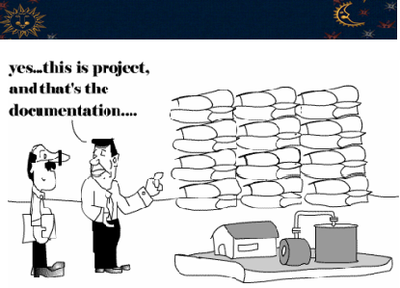 yes...this is project,
and that's the
documentation....